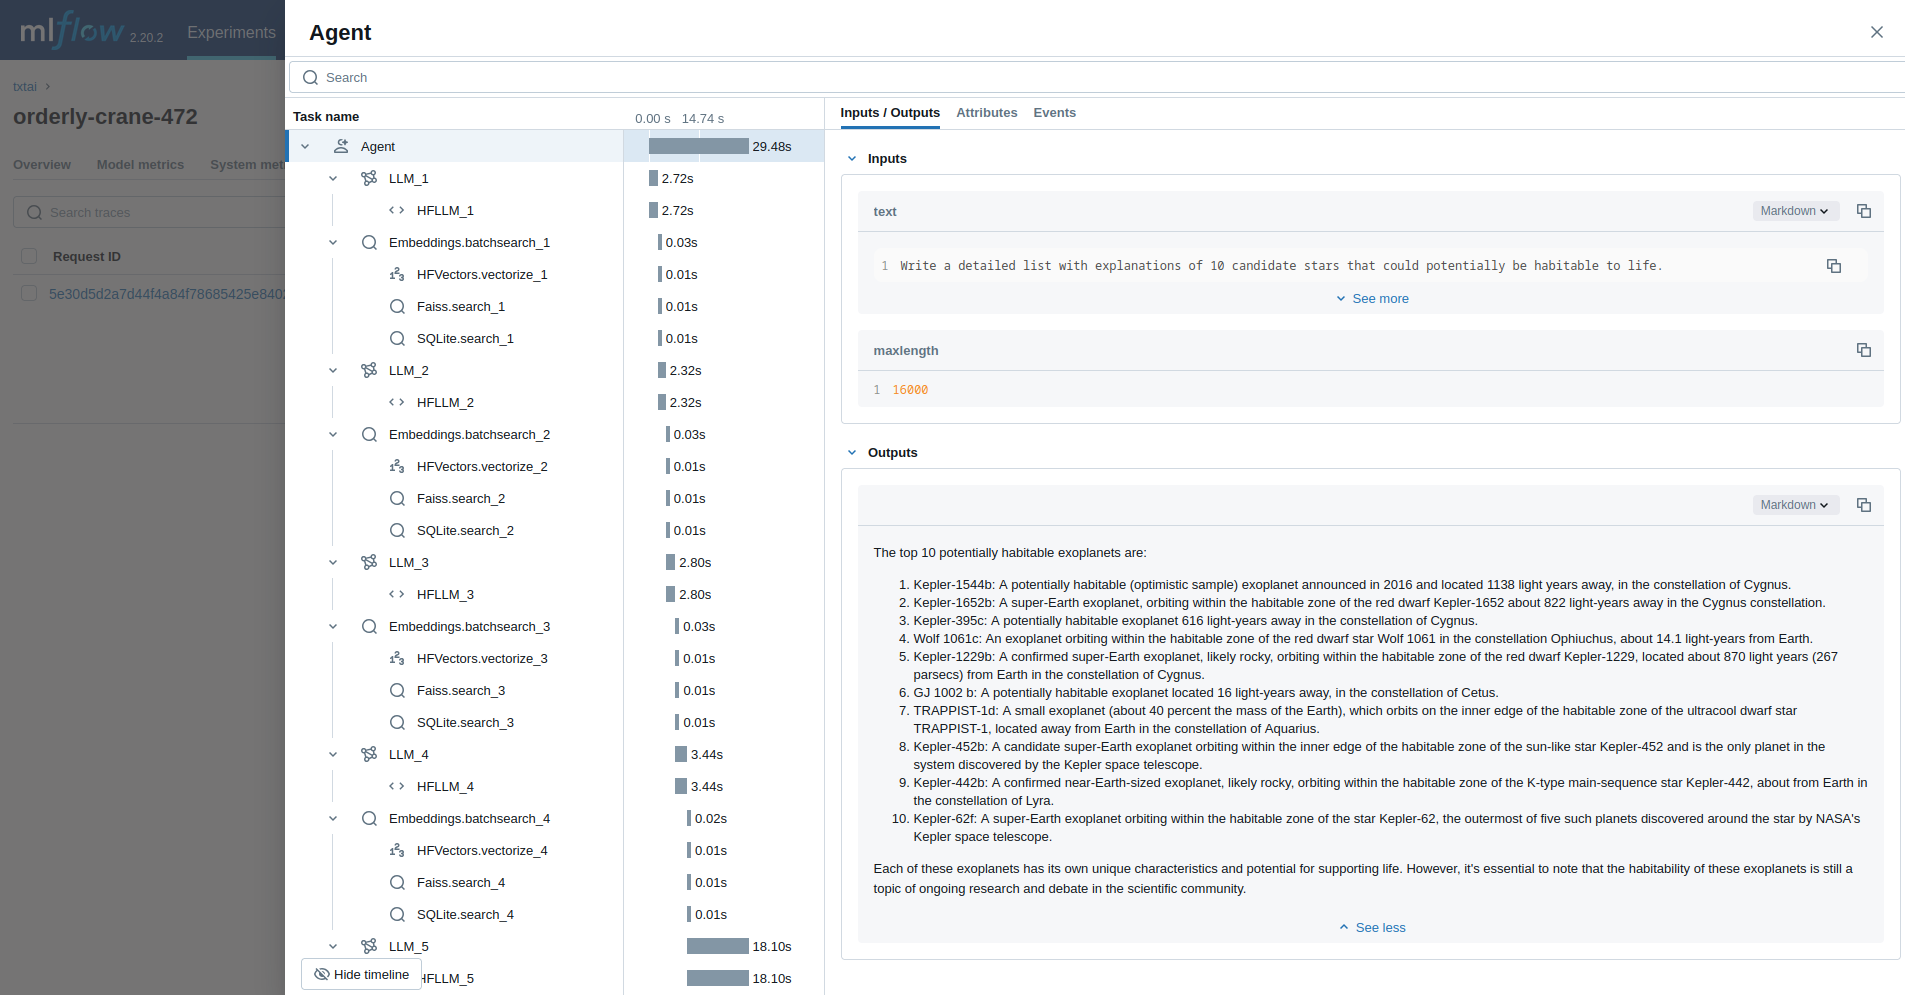 mlflow 2.20.2 Experiments
txtai ›
orderly-crane-472
Overview Model metrics System met
Search traces
Request ID
5e30d5d2a7d44f4a84f78685425e8402
Agent
Search
Task name 0.00 s 14.74 s
Agent 29.48s
LLM_1 2.72s
HFLLM_1 2.72s
Embeddings.batchsearch_1 0.03s
HFVectors.vectorize_1 0.01s
Faiss.search_1 0.01s
SQLite.search_1 0.01s
LLM_2 2.32s
HFLLM_2 2.32s
Embeddings.batchsearch_2 0.03s
HFVectors.vectorize_2 0.01s
Faiss.search_2 0.01s
SQLite.search_2 0.01s
LLM_3 2.80s
HFLLM_3 2.80s
Embeddings.batchsearch_3 0.03s
HFVectors.vectorize_3 0.01s
Faiss.search_3 0.01s
SQLite.search_3 0.01s
LLM_4 3.44s
HFLLM_4 3.44s
Embeddings.batchsearch_4 0.02s
HFVectors.vectorize_4 0.01s
Faiss.search_4 0.01s
SQLite.search_4 0.01s
LLM_5 18.10s
HFLLM_5 18.10s
Hide timeline
Inputs / Outputs Attributes Events
Inputs
text Markdown
1 Write a detailed list with explanations of 10 candidate stars that could potentially be habitable to life.
See more
maxlength
1 16000
Outputs
Markdown
The top 10 potentially habitable exoplanets are:
1. Kepler-1544b: A potentially habitable (optimistic sample) exoplanet announced in 2016 and located 1138 light years away, in the constellation of Cygnus.
2. Kepler-1652b: A super-Earth exoplanet, orbiting within the habitable zone of the red dwarf Kepler-1652 about 822 light-years away in the Cygnus constellation.
3. Kepler-395c: A potentially habitable exoplanet 616 light-years away in the constellation of Cygnus.
4. Wolf 1061c: An exoplanet orbiting within the habitable zone of the red dwarf star Wolf 1061 in the constellation Ophiuchus, about 14.1 light-years from Earth.
5. Kepler-1229b: A confirmed super-Earth exoplanet, likely rocky, orbiting within the habitable zone of the red dwarf Kepler-1229, located about 870 light years (267
parsecs) from Earth in the constellation of Cygnus.
6. GJ 1002 b: A potentially habitable exoplanet located 16 light-years away, in the constellation of Cetus.
7. TRAPPIST-1d: A small exoplanet (about 40 percent the mass of the Earth), which orbits on the inner edge of the habitable zone of the ultracool dwarf star
TRAPPIST-1, located away from Earth in the constellation of Aquarius.
8. Kepler-452b: A candidate super-Earth exoplanet orbiting within the inner edge of the habitable zone of the sun-like star Kepler-452 and is the only planet in the
system discovered by the Kepler space telescope.
9. Kepler-442b: A confirmed near-Earth-sized exoplanet, likely rocky, orbiting within the habitable zone of the K-type main-sequence star Kepler-442, about from Earth in
the constellation of Lyra.
10. Kepler-62f: A super-Earth exoplanet orbiting within the habitable zone of the star Kepler-62, the outermost of five such planets discovered around the star by NASA's
Kepler space telescope.
Each of these exoplanets has its own unique characteristics and potential for supporting life. However, it's essential to note that the habitability of these exoplanets is still a
topic of ongoing research and debate in the scientific community.
See less